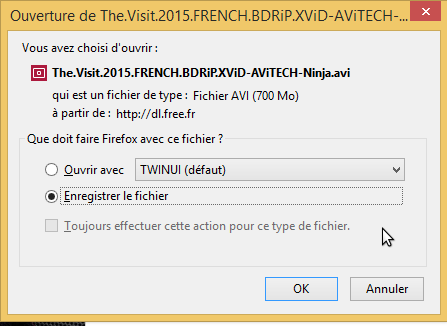 Ouverture de The.Visit.2015.FRENCH.BDRiP.XViD-AViTECH-...
Vous avez choisi d'ouvrir :
The.Visit.2015.FRENCH.BDRiP.XViD-AViTECH-Ninja.avi
qui est un fichier de type : Fichier AVI (700 Mo)
à partir de : http://dl.free.fr
Que doit faire Firefox avec ce fichier ?
Ouvrir avec TWINUI (défaut)
Enregistrer le fichier
Toujours effectuer cette action pour ce type de fichier.
OK Annuler